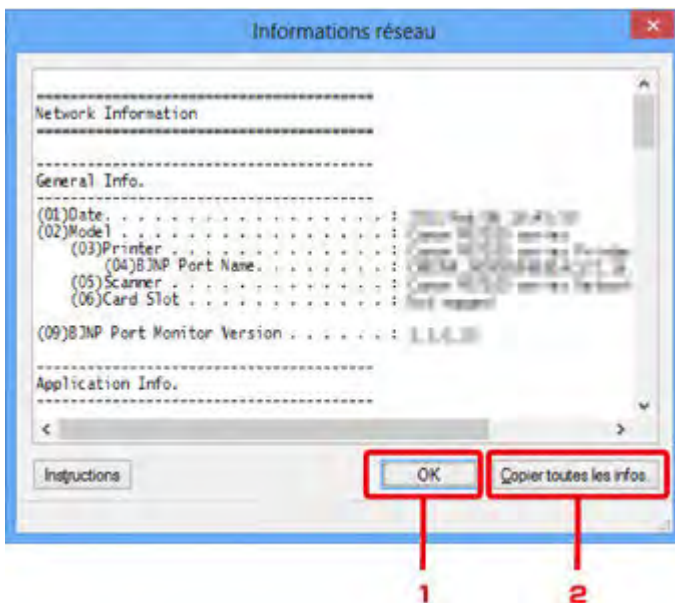 Informations réseau
=========================================
Network Information
=========================================
-----------------------------------------
General Info.
-----------------------------------------
(01)Date. . . . . . . . . . . . . . . . . :
(02)Model . . . . . . . . . . . . . . . . :
(03)Printer . . . . . . . . . . . . . . :
(04)BJNP Port Name. . . . . . . . . . :
(05)Scanner . . . . . . . . . . . . . . :
(06)Card Slot . . . . . . . . . . . . . :
(09)BJNP Port Monitor Version . . . . . . :
-----------------------------------------
Application Info.
-----------------------------------------
Instructions
OK
Copier toutes les infos
1
2